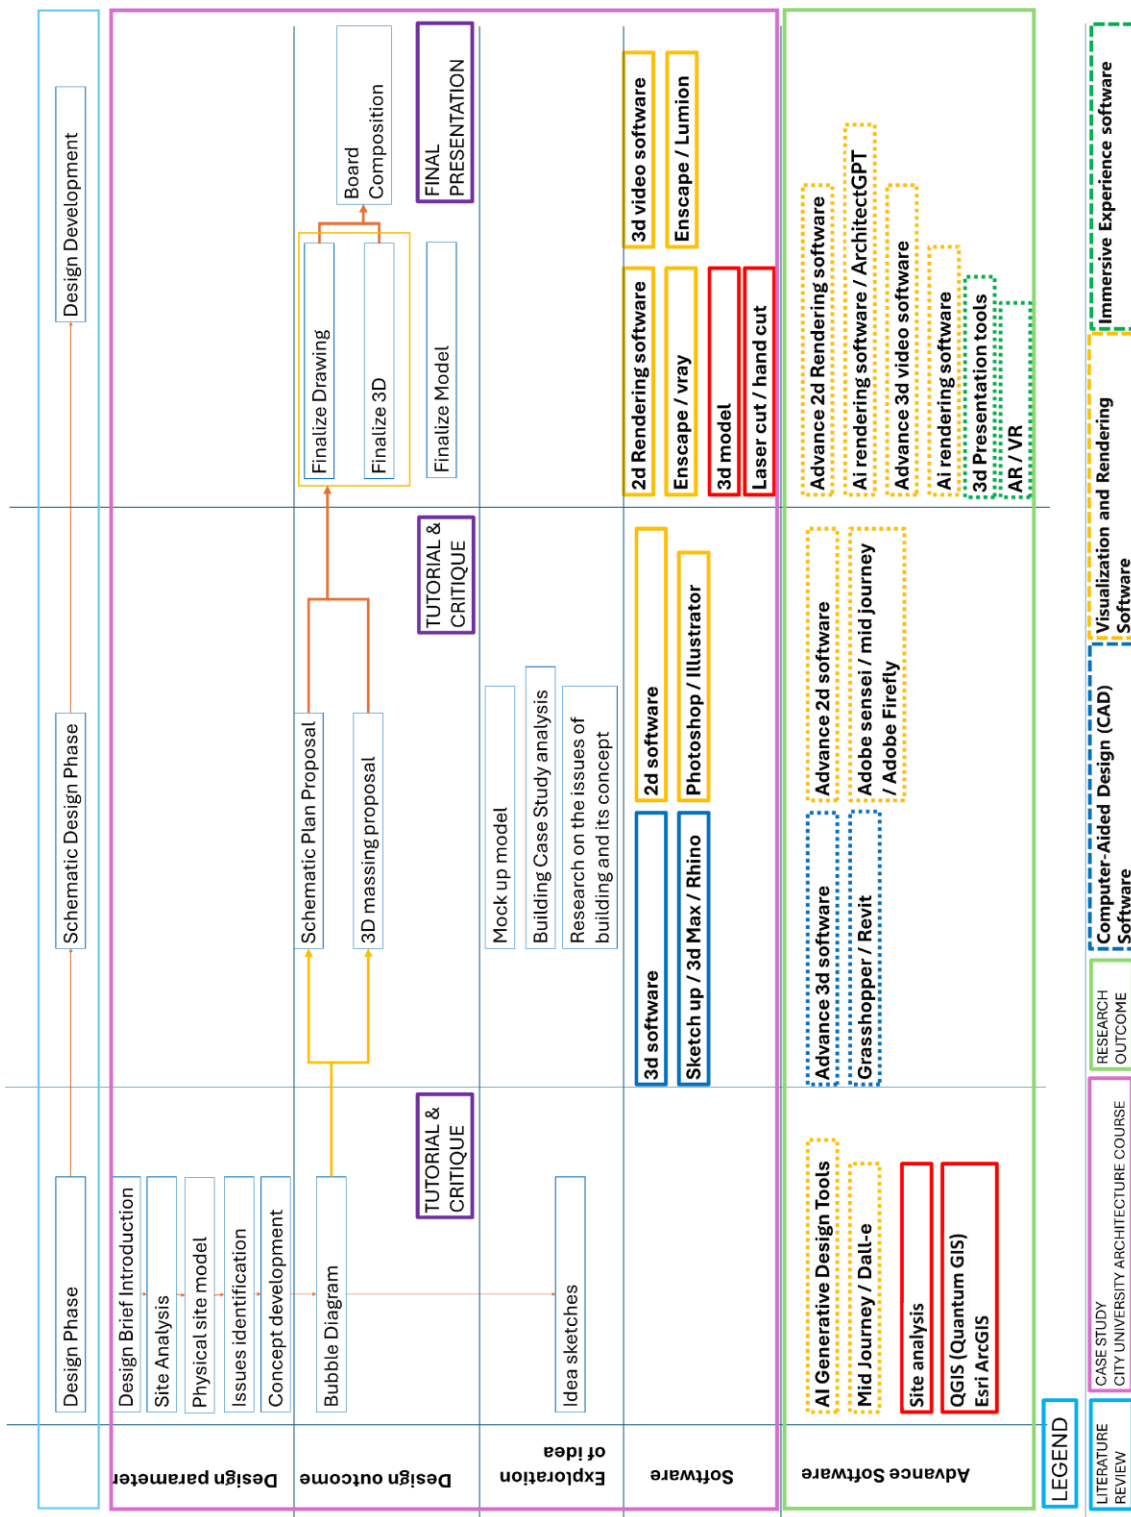 Design Phase
Schematic Design Phase
Design Development
Design parameter
Design Brief Introduction
Site Analysis
Physical site model
Issues identification
Concept development
Design outcome
Bubble Diagram
TUTORIAL &
CRITIQUE
Schematic Plan Proposal
3D massing proposal
TUTORIAL &
CRITIQUE
Finalize Drawing
Finalize 3D
Finalize Model
Board
Composition
FINAL
PRESENTATION
Exploration
of idea
Idea sketches
Mock up model
Building Case Study analysis
Research on the issues of
building and its concept
Software
3d software
Sketch up / 3d Max / Rhino
2d software
Photoshop / Illustrator
2d Rendering software
Enscape / vray
3d model
Laser cut / hand cut
3d video software
Enscape / Lumion
Advance Software
AI Generative Design Tools
Mid Journey / Dall-e
Site analysis
QGIS (Quantum GIS)
Esri ArcGIS
Advance 3d software
Grasshopper / Revit
Advance 2d software
Adobe sensei / mid journey
/ Adobe Firefly
Advance 2d Rendering software
Ai rendering software / ArchitectGPT
Advance 3d video software
Ai rendering software
3d Presentation tools
AR / VR
LEGEND
LITERATURE
REVIEW
CASE STUDY
CITY UNIVERSITY ARCHITECTURE COURSE
RESEARCH
OUTCOME
Computer-Aided Design (CAD)
Software
Visualization and Rendering
Software
Immersive Experience software